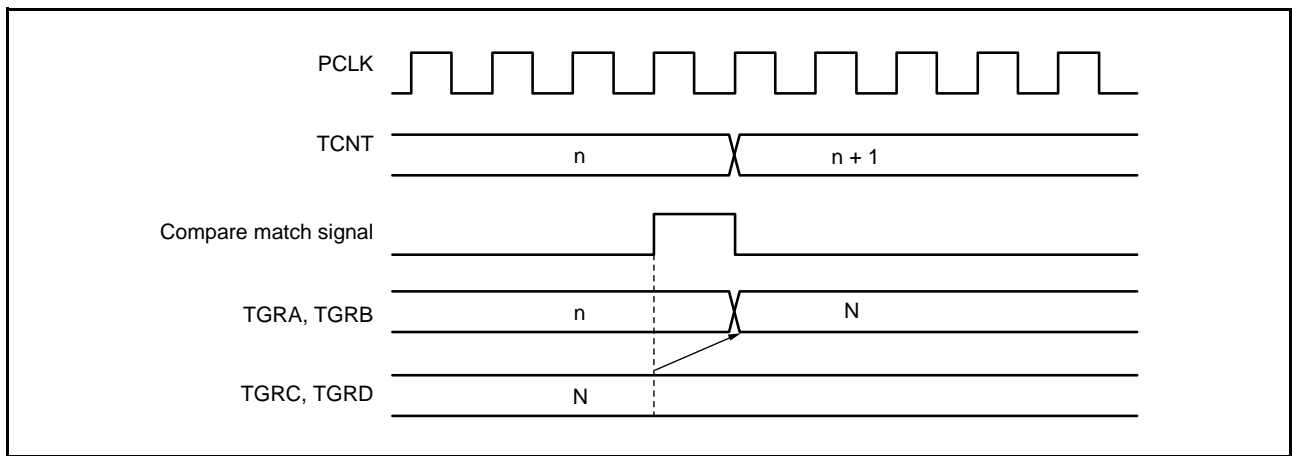 PCLK
TCNT
n
n + 1
Compare match signal
TGRA, TGRB
n
N
TGRC, TGRD
N